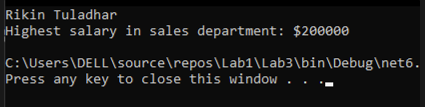 Rikin Tuladhar
Highest salary in sales department: $200000
C:\Users\DELL\source\repos\Lab1\Lab3\bin\Debug\net6.
Press any key to close this window . . .